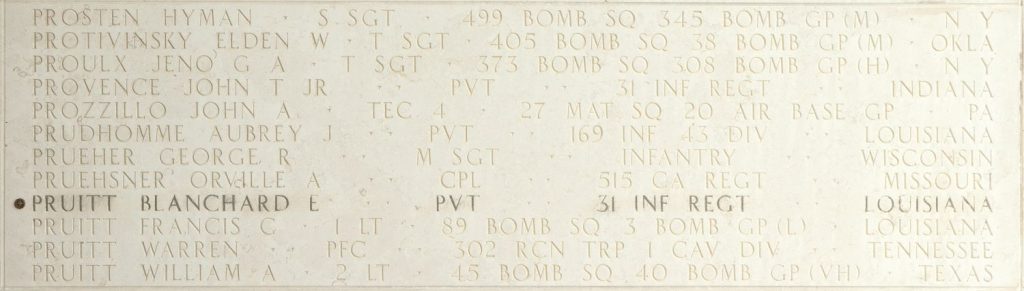 PROSTEN HYMAN · S SGT · 499 BOMB SQ 345 BOMB GP (M) · N Y
PROTIVINSKY ELDEN W · T SGT · 405 BOMB SQ 38 BOMB GP (M) · OKLA
PROULX JENO G A · T SGT · 373 BOMB SQ 308 BOMB GP (H) · N Y
PROVENCE JOHN T JR · PVT · 31 INF REGT · INDIANA
PROZZILLO JOHN A · TEC 4 · 27 MAT SQ 20 AIR BASE GP · PA
PRUDHOMME AUBREY J · PVT · 169 INF 43 DIV · LOUISIANA
PRUEHER GEORGE R · M SGT · INFANTRY · WISCONSIN
PRUEHSNER ORVILLE A · CPL · 515 CA REGT · MISSOURI
PRUITT BLANCHARD E · PVT · 31 INF REGT · LOUISIANA
PRUITT FRANCIS G · 1 LT · 89 BOMB SQ 3 BOMB GP (L) · LOUISIANA
PRUITT WARREN · PFC · 302 RCN TRP 1 CAV DIV · TENNESSEE
PRUITT WILLIAM A · 2 LT · 45 BOMB SQ 40 BOMB GP (VH) · TEXAS